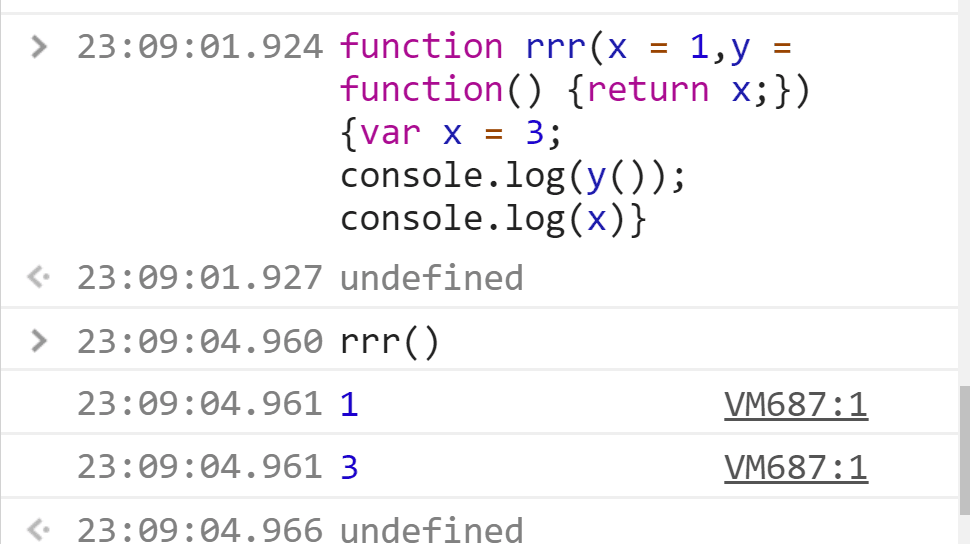 23:09:01.924 function rrr(x = 1,y =
function() {return x;})
{var x = 3;
console.log(y());
console.log(x)}
23:09:01.927 undefined
23:09:04.960 rrr()
23:09:04.961 1 VM687:1
23:09:04.961 3 VM687:1
23:09:04.966 undefined